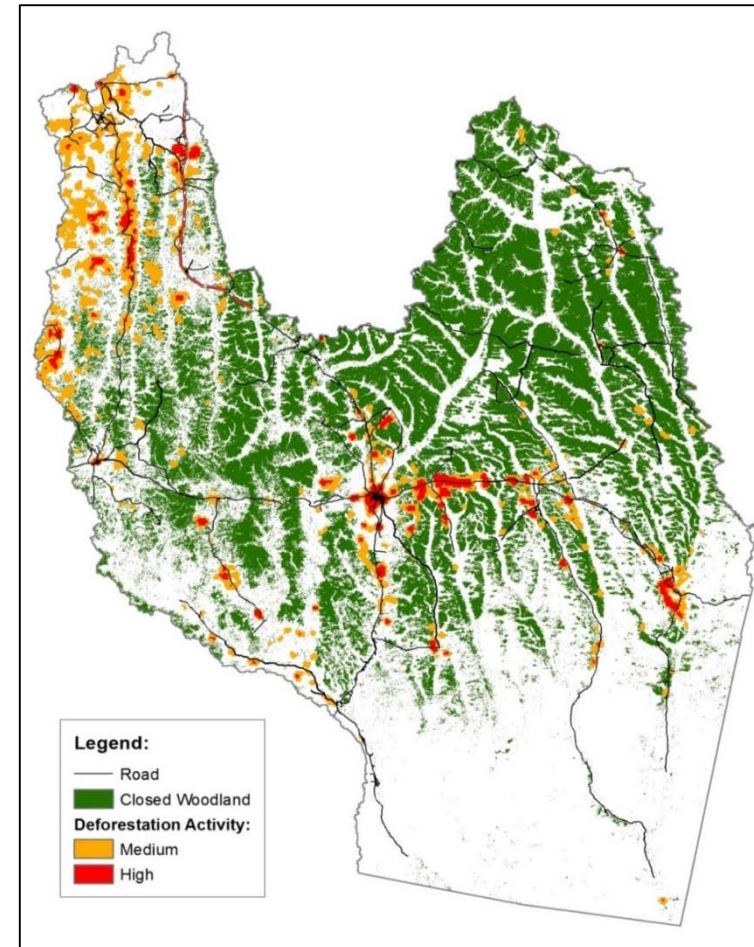 Legend:
Road
Closed Woodland
Deforestation Activity:
Medium
High